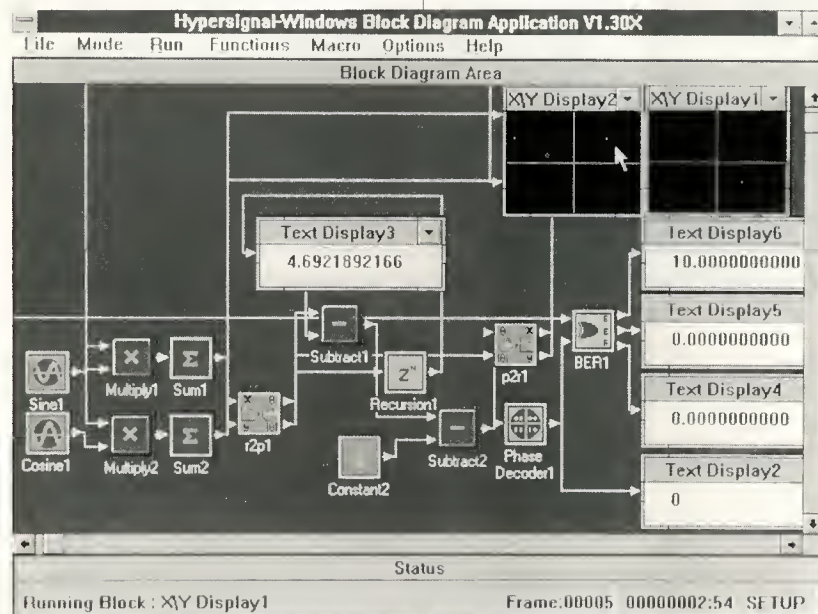 Hypersignal-Windows Block Diagram Application V1.30X
File Mode Run Functions Macro Options Help
Block Diagram Area
X\Y Display2
X\Y Display1
Text Display3
4.6921892166
Text Display6
10.0000000000
Text Display5
0.0000000000
Text Display4
0.0000000000
Text Display2
0
Sine1
Cosine1
Multiply1
Multiply2
Sum1
Sum2
X θ
y |ρ|
r2p1
Subtract1
Z
Recursion1
Constant2
Subtract2
θ X
|ρ| y
p2r1
Phase
Decoder1
BER1
Status
Running Block : X\Y Display1
Frame:00005 00000002:54 SETUP